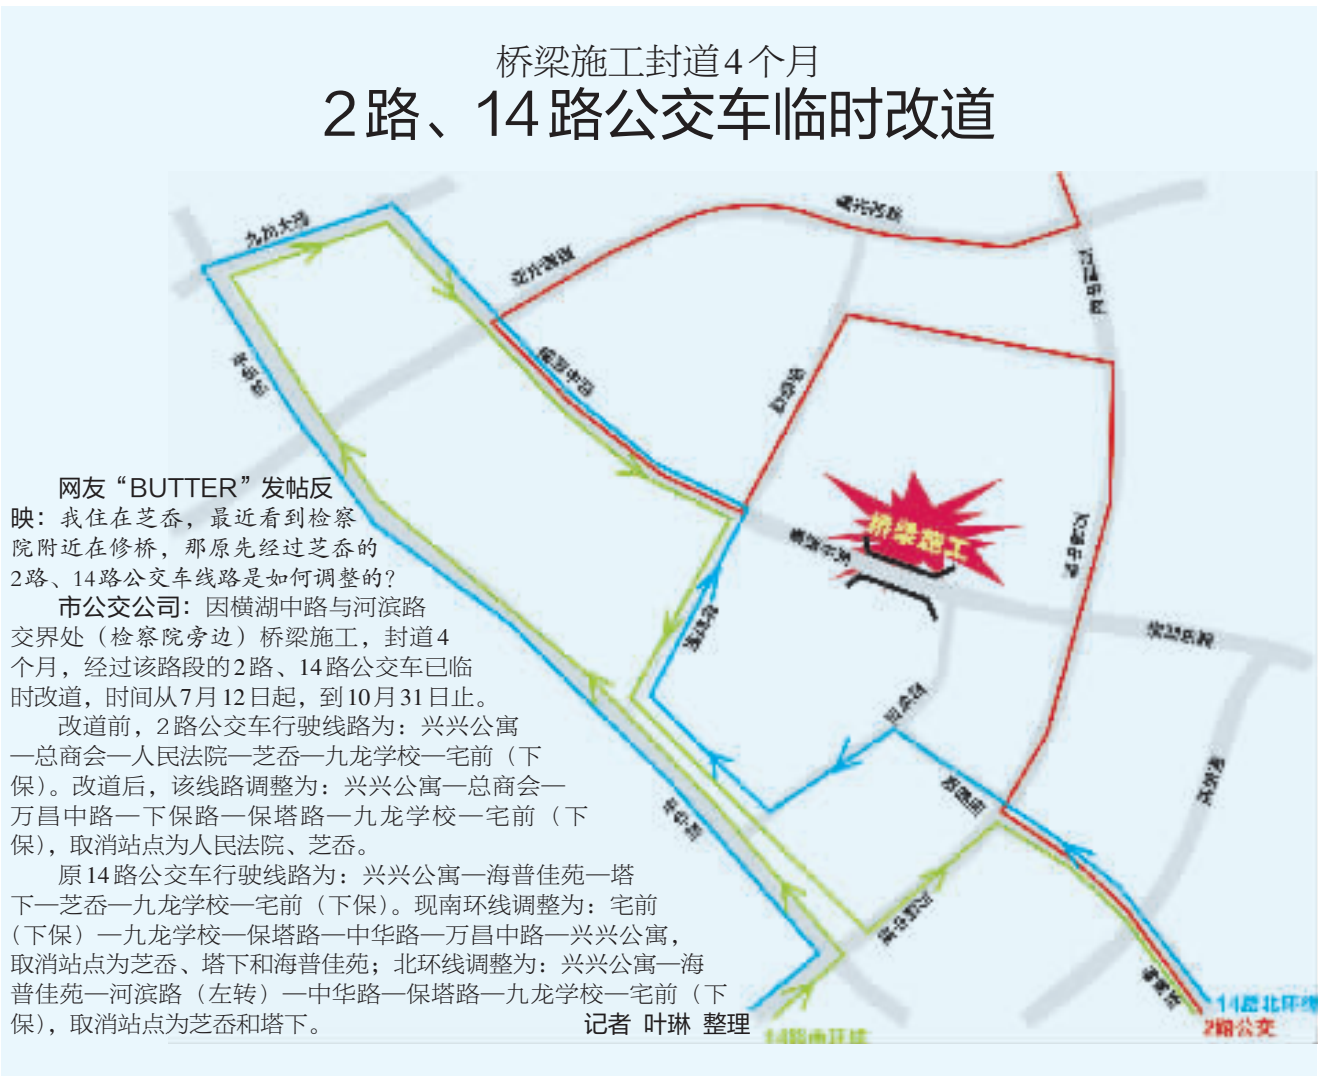 桥梁施工封道4个月
2路、14路公交车临时改道
网友“BUTTER”发帖反
映：我住在芝岙，最近看到检察
院附近在修桥，那原先经过芝岙的
2路、14路公交车线路是如何调整的？
市公交公司：因横湖中路与河滨路
交界处（检察院旁边）桥梁施工，封道4
个月，经过该路段的2路、14路公交车已临
时改道，时间从7月12日起，到10月31日止。
改道前，2路公交车行驶线路为：兴兴公寓
—总商会—人民法院—芝岙—九龙学校—宅前（下
保）。改道后，该线路调整为：兴兴公寓—总商会—
万昌中路—下保路—保塔路—九龙学校—宅前（下
保），取消站点为人民法院、芝岙。
原14路公交车行驶线路为：兴兴公寓—海普佳苑—塔
下—芝岙—九龙学校—宅前（下保）。现南环线调整为：宅前
（下保）—九龙学校—保塔路—中华路—万昌中路—兴兴公寓，
取消站点为芝岙、塔下和海普佳苑；北环线调整为：兴兴公寓—海
普佳苑—河滨路（左转）—中华路—保塔路—九龙学校—宅前（下
保），取消站点为芝岙和塔下。
记者 叶琳 整理
九龙大道
桥梁施工
14路北环线
2路公交
14路南环线